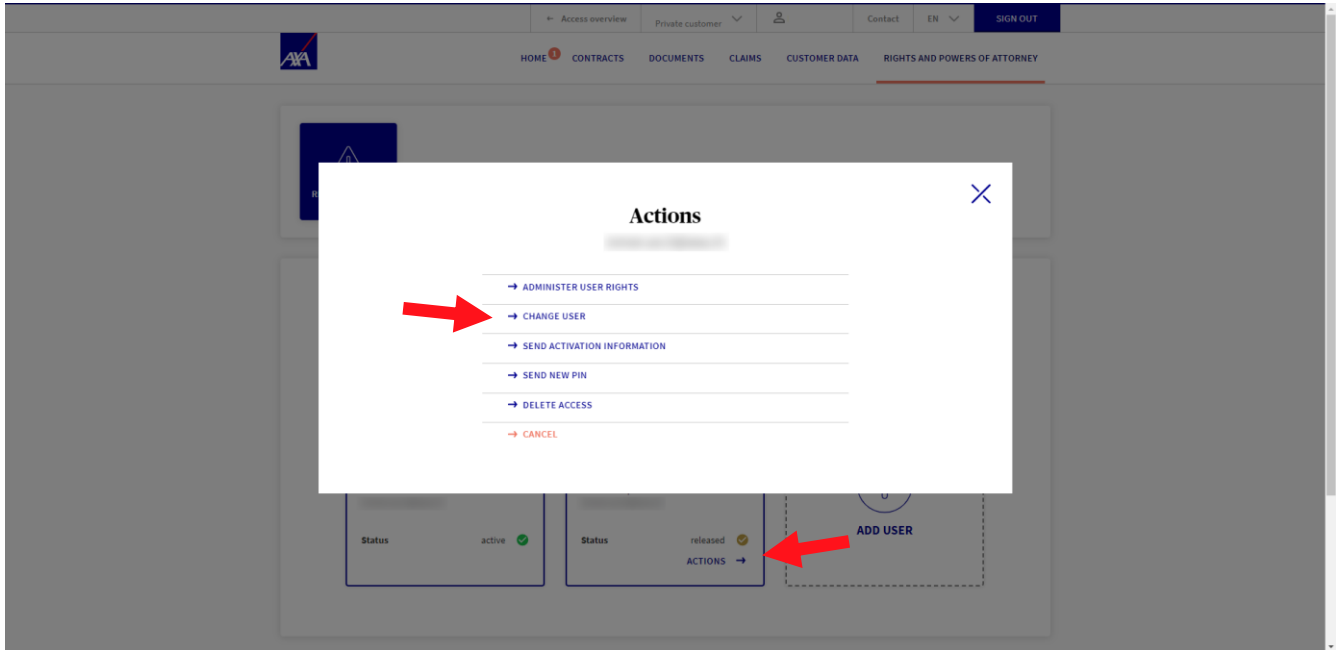 ← Access overview Private customer Contact EN SIGN OUT
AXA HOME 1 CONTRACTS DOCUMENTS CLAIMS CUSTOMER DATA RIGHTS AND POWERS OF ATTORNEY
Actions
→ ADMINISTER USER RIGHTS
→ CHANGE USER
→ SEND ACTIVATION INFORMATION
→ SEND NEW PIN
→ DELETE ACCESS
→ CANCEL
Status active
Status released
ACTIONS →
ADD USER